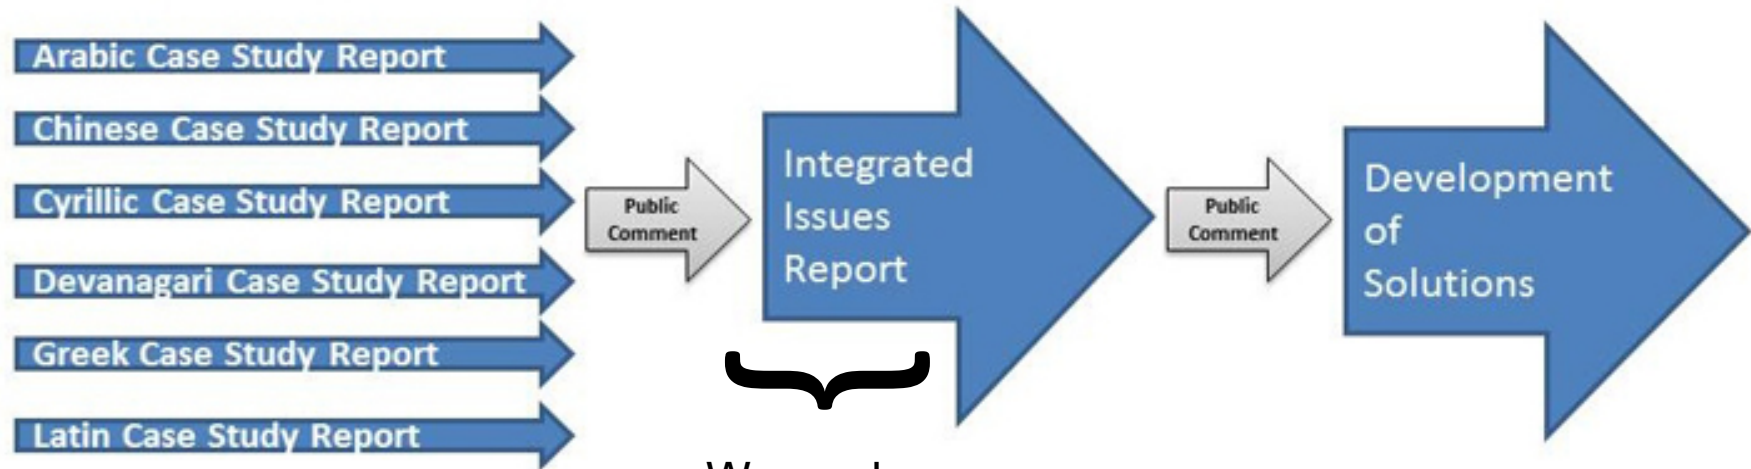 Arabic Case Study Report
Chinese Case Study Report
Cyrillic Case Study Report
Devanagari Case Study Report
Greek Case Study Report
Latin Case Study Report
Public
Comment
Integrated
Issues
Report
Public
Comment
Development
of
Solutions